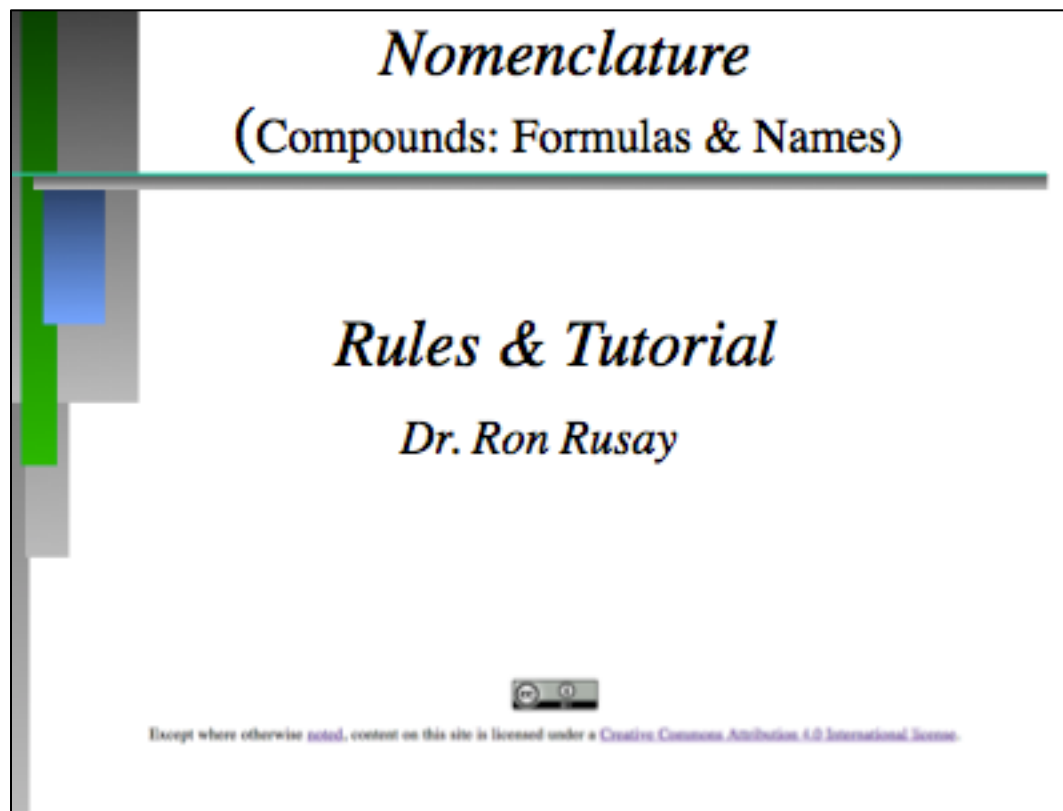 Nomenclature
(Compounds: Formulas & Names)
Rules & Tutorial
Dr. Ron Rusay
Except where otherwise noted, content on this site is licensed under a Creative Commons Attribution 4.0 International license.